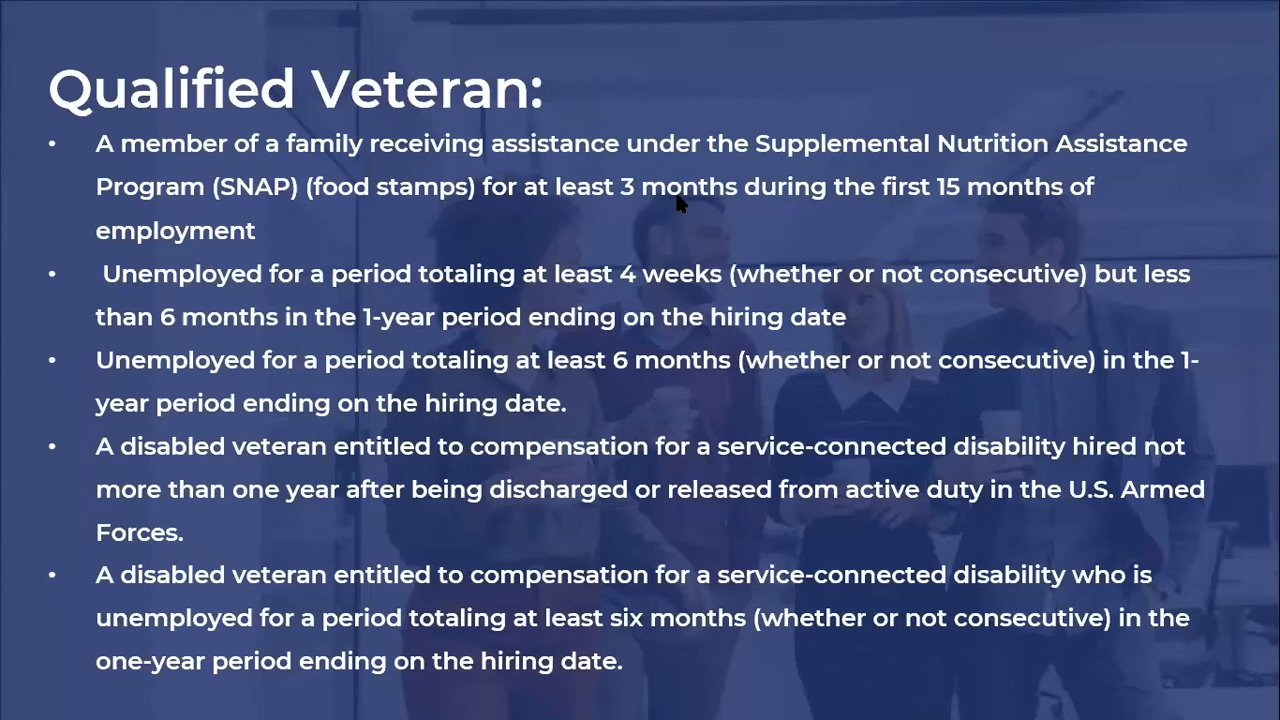 Qualified Veteran:
• A member of a family receiving assistance under the Supplemental Nutrition Assistance
Program (SNAP) (food stamps) for at least 3 months during the first 15 months of
employment
• Unemployed for a period totaling at least 4 weeks (whether or not consecutive) but less
than 6 months in the 1-year period ending on the hiring date
• Unemployed for a period totaling at least 6 months (whether or not consecutive) in the 1-
year period ending on the hiring date.
• A disabled veteran entitled to compensation for a service-connected disability hired not
more than one year after being discharged or released from active duty in the U.S. Armed
Forces.
• A disabled veteran entitled to compensation for a service-connected disability who is
unemployed for a period totaling at least six months (whether or not consecutive) in the
one-year period ending on the hiring date.